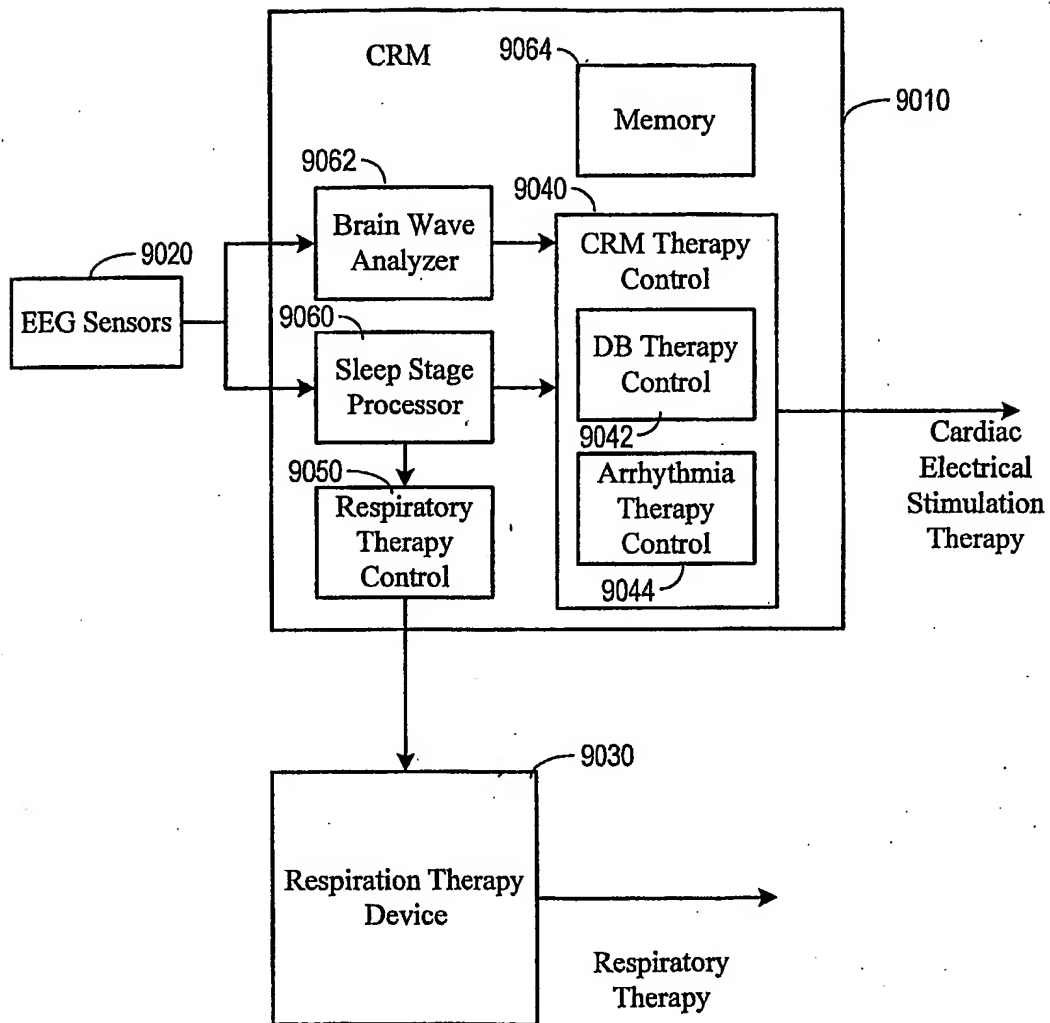 CRM
9064
Memory
9010
9062
Brain Wave
Analyzer
9040
CRM Therapy
Control
9020
EEG Sensors
9060
Sleep Stage
Processor
DB Therapy
Control
9042
Cardiac
Electrical
Stimulation
Therapy
9050
Respiratory
Therapy
Control
Arrhythmia
Therapy
Control
9044
9030
Respiration Therapy
Device
Respiratory
Therapy